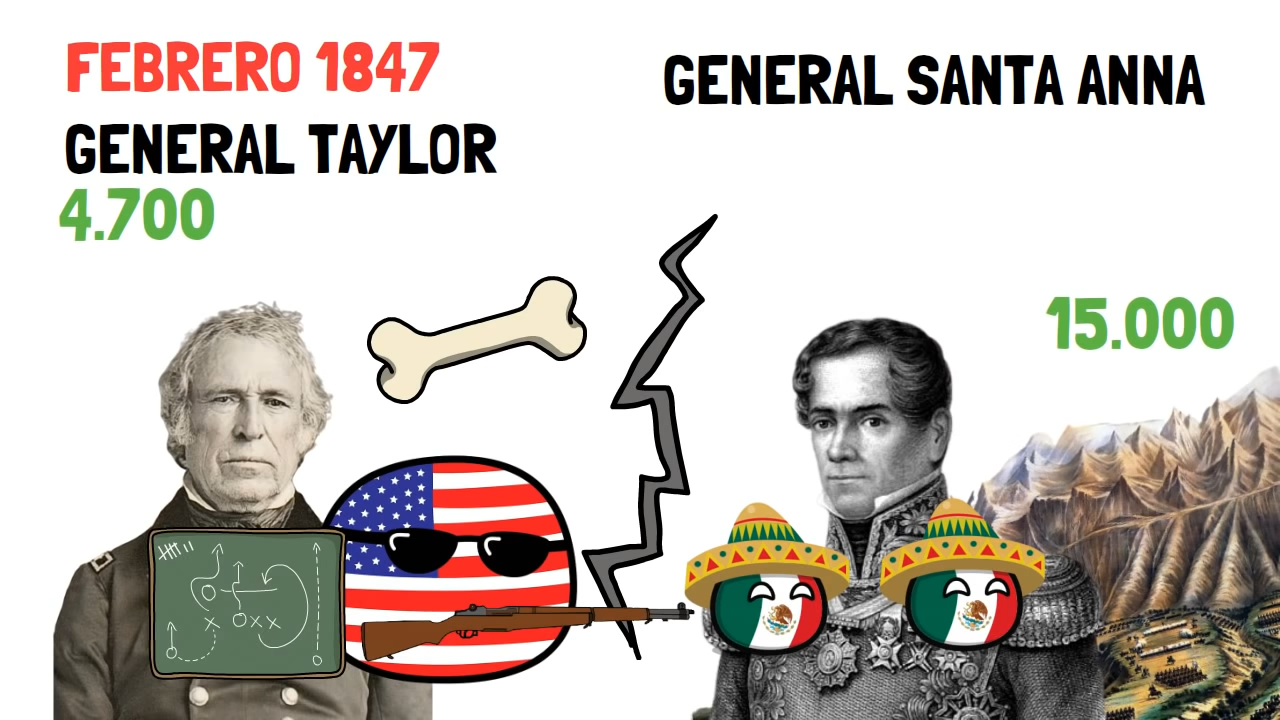 FEBRERO 1847
GENERAL TAYLOR
4.700
GENERAL SANTA ANNA
15.000